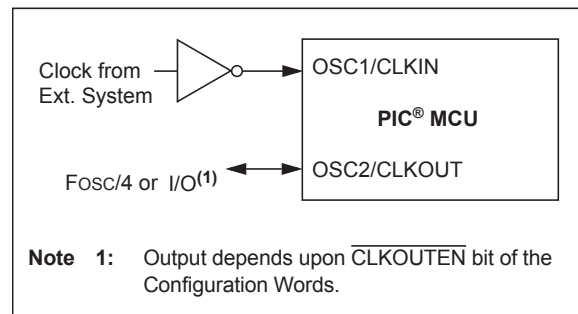 Clock from
Ext. System
OSC1/CLKIN
PIC® MCU
FOSC/4 or I/O(1)
OSC2/CLKOUT
Note 1: Output depends upon CLKOUTEN bit of the
Configuration Words.